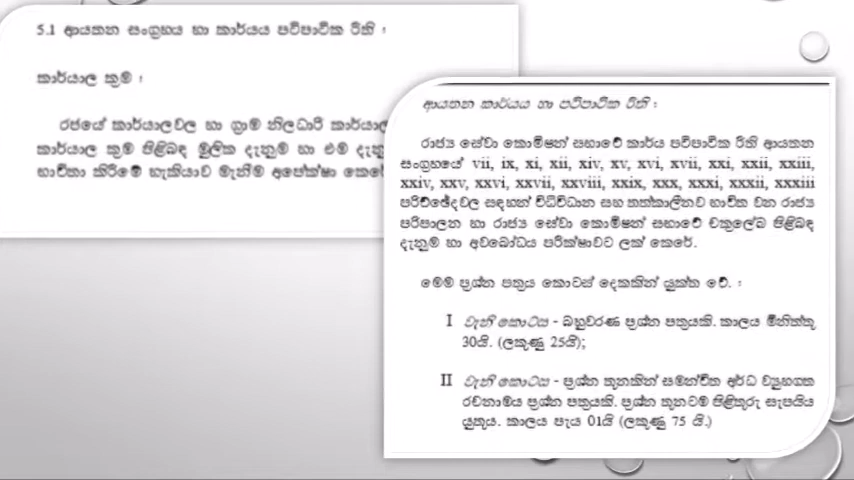 5.1 ආයතන සංග්‍රහය හා කාර්යය පටිපාටික රීති :
කාර්යාල ක්‍රම :
රජයේ කාර්යාලවල හා ග්‍රාම නිලධාරී
කාර්යාල ක්‍රම පිළිබඳ මූලික දැනුම හා එම
භාවිතා කිරීමේ හැකියාව මැනීම අපේක්ෂා
ආයතන කාර්යය හා පටිපාටික රීති :
රාජ්‍ය සේවා කොමිෂන් සභාවේ කාර්ය පටිපාටික රීති ආයතන
සංග්‍රහයේ vii, ix, xi, xii, xiv, xv, xvi, xvii, xxi, xxii, xxiii,
xxiv, xxv, xxvi, xxvii, xxviii, xxix, xxx, xxxi, xxxii, xxxiii
පරිච්ඡේදවල සඳහන් විධිවිධාන සහ තත්කාලීනව භාවිත වන රාජ්‍ය
පරිපාලන හා රාජ්‍ය සේවා කොමිෂන් සභාවේ චක්‍රලේඛ පිළිබඳ
දැනුම හා අවබෝධය පරීක්ෂාවට ලක් කෙරේ.
මෙම ප්‍රශ්න පත්‍රය කොටස් දෙකකින් යුක්ත වේ. :
I වැනි කොටස - බහුවරණ ප්‍රශ්න පත්‍රයකි. කාලය මිනිත්තු
30යි. (ලකුණු 25යි);
II වැනි කොටස - ප්‍රශ්න තුනකින් සමන්විත අර්ධ ව්‍යුහගත
රචනාමය ප්‍රශ්න පත්‍රයකි. ප්‍රශ්න තුනටම පිළිතුරු සැපයිය
යුතුය. කාලය පැය 01යි (ලකුණු 75 යි.)